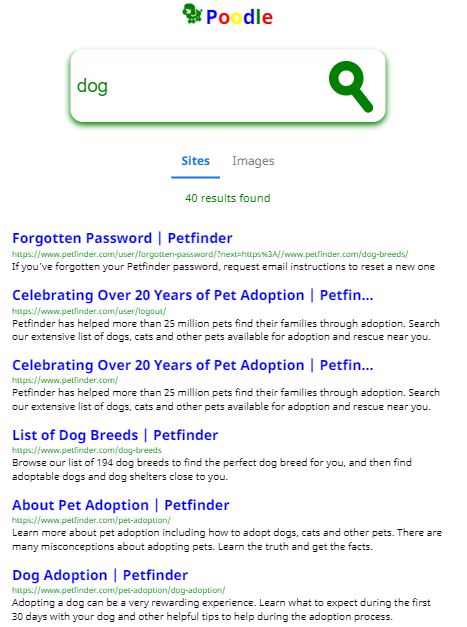 Poodle
dog
Sites Images
40 results found
Forgotten Password | Petfinder
https://www.petfinder.com/user/forgotten-password/?next=https%3A//www.petfinder.com/dog-breeds/
If you've forgotten your Petfinder password, request email instructions to reset a new one
Celebrating Over 20 Years of Pet Adoption | Petfin...
https://www.petfinder.com/user/logout/
Petfinder has helped more than 25 million pets find their families through adoption. Search
our extensive list of dogs, cats and other pets available for adoption and rescue near you.
Celebrating Over 20 Years of Pet Adoption | Petfin...
https://www.petfinder.com/
Petfinder has helped more than 25 million pets find their families through adoption. Search
our extensive list of dogs, cats and other pets available for adoption and rescue near you.
List of Dog Breeds | Petfinder
https://www.petfinder.com/dog-breeds
Browse our list of 194 dog breeds to find the perfect dog breed for you, and then find
adoptable dogs and dog shelters close to you.
About Pet Adoption | Petfinder
https://www.petfinder.com/pet-adoption/
Learn more about pet adoption including how to adopt dogs, cats and other pets. There are
many misconceptions about adopting pets. Learn the truth and get the facts.
Dog Adoption | Petfinder
https://www.petfinder.com/pet-adoption/dog-adoption/
Adopting a dog can be a very rewarding experience. Learn what to expect during the first
30 days with your dog and other helpful tips to help during the adoption process.